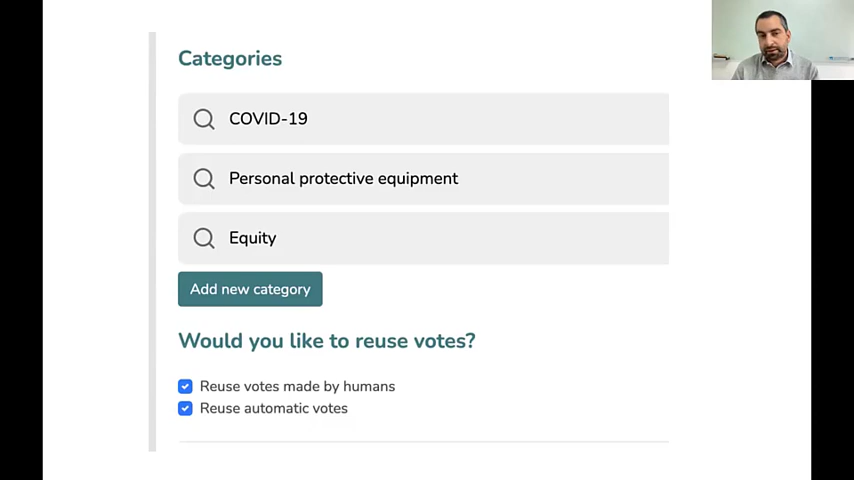 Categories
COVID-19
Personal protective equipment
Equity
Add new category
Would you like to reuse votes?
Reuse votes made by humans
Reuse automatic votes